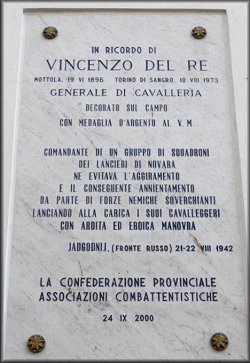 IN RICORDO DI
VINCENZO DEL RE
MOTTOLA, 19 VI 1896 TORINO DI SANGRO, 10 VIII 1973
GENERALE DI CAVALLERIA
DECORATO SUL CAMPO
CON MEDAGLIA D'ARGENTO AL V.M.
COMANDANTE DI UN GRUPPO DI SQUADRONI
DEI LANCIERI DI NOVARA
NE EVITAVA L'AGGIRAMENTO
E IL CONSEGUENTE ANNIENTAMENTO
DA PARTE DI FORZE NEMICHE SOVERCHIANTI
LANCIANDO ALLA CARICA I SUOI CAVALLEGGERI
CON ARDITA ED EROICA MANOVRA
JAGODNIJ, (FRONTE RUSSO) 21-22 VIII 1942
LA CONFEDERAZIONE PROVINCIALE
ASSOCIAZIONI COMBATTENTISTICHE
24 IX 2000